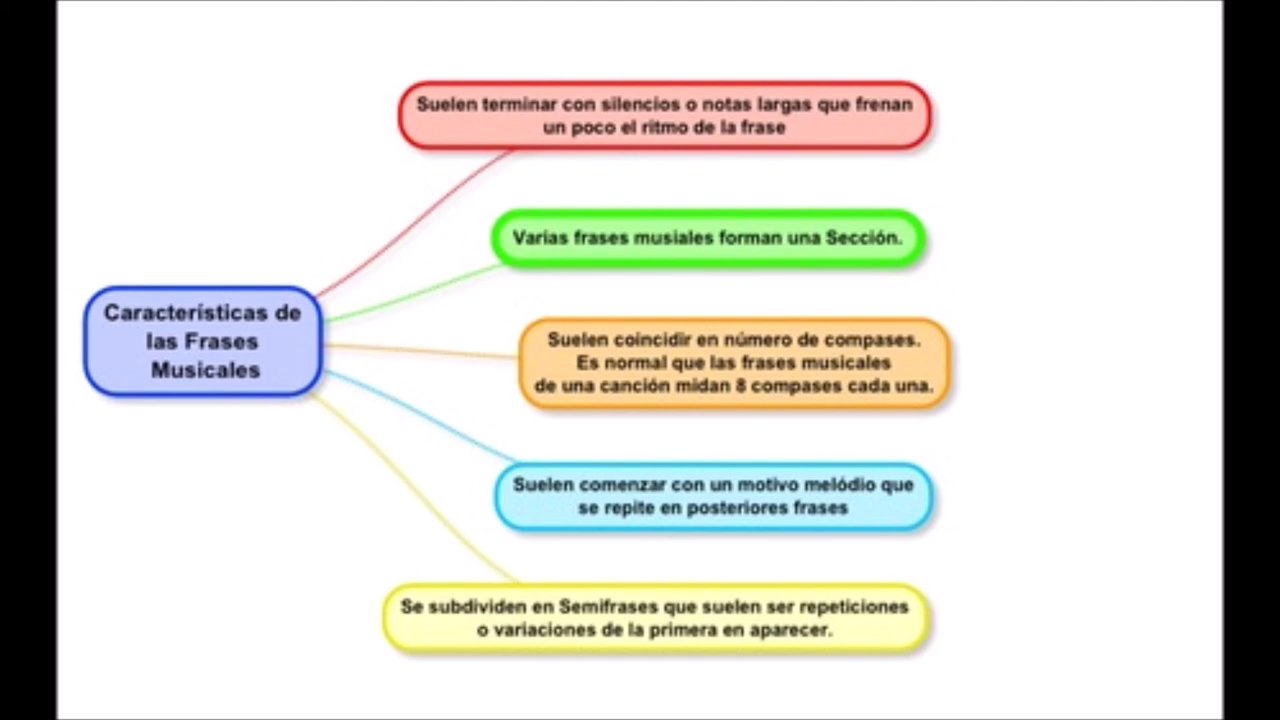 Características de
las Frases
Musicales
Suelen terminar con silencios o notas largas que frenan
un poco el ritmo de la frase
Varias frases musiales forman una Sección.
Suelen coincidir en número de compases.
Es normal que las frases musicales
de una canción midan 8 compases cada una.
Suelen comenzar con un motivo melódio que
se repite en posteriores frases
Se subdividen en Semifrases que suelen ser repeticiones
o variaciones de la primera en aparecer.